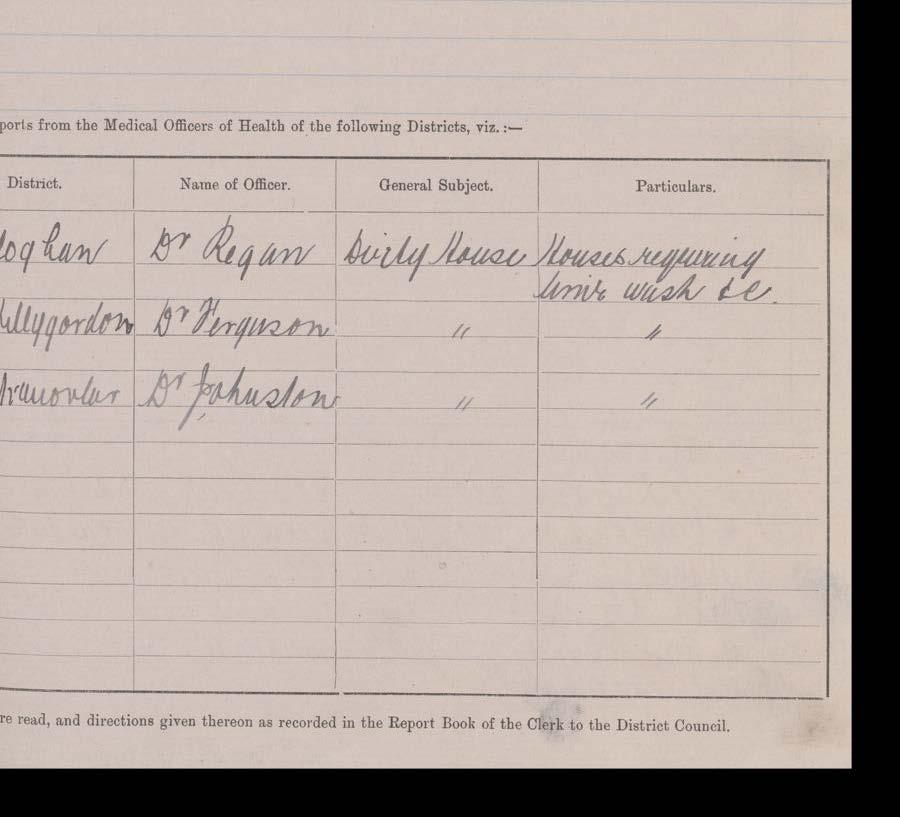 ports from the Medical Officers of Health of the following Districts, viz. :—
District. Name of Officer. General Subject. Particulars.
loghan Dr Regan Dirty House Houses requiring
lime wash &c.
illygordon Dr Ferguson " "
Dr Johnston " "
re read, and directions given thereon as recorded in the Report Book of the Clerk to the District Council.